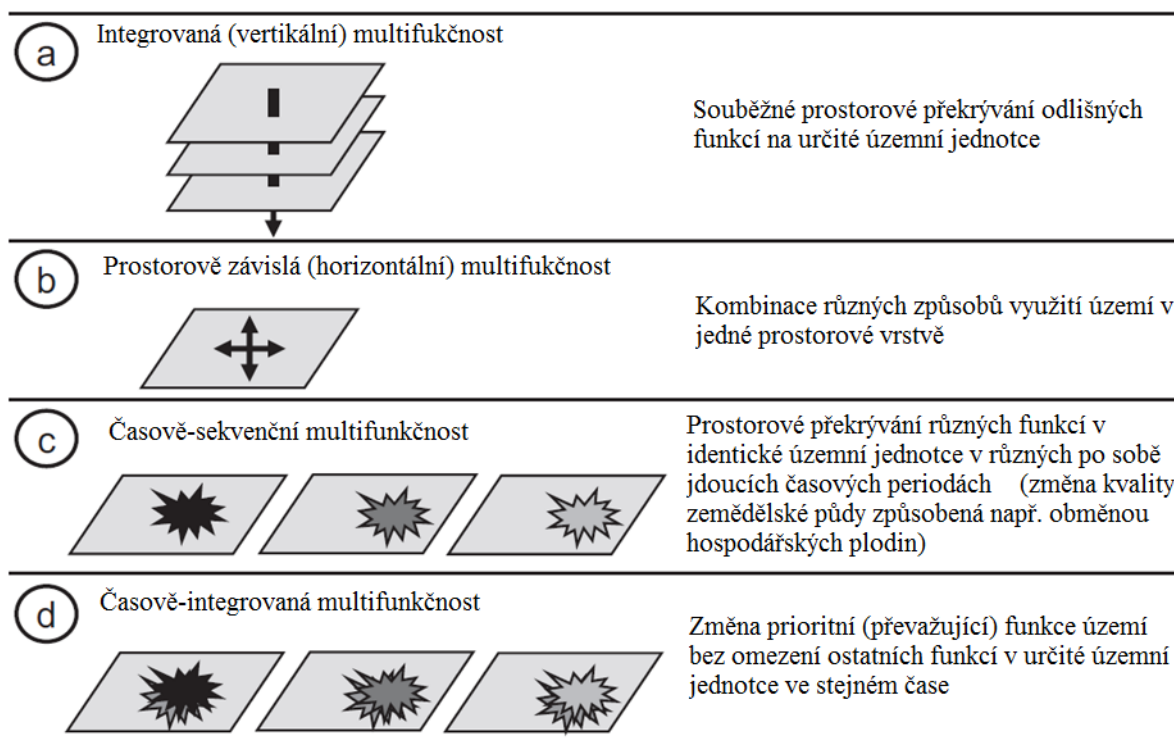 a
Integrovaná (vertikální) multifukčnost
Souběžné prostorové překrývání odlišných
funkcí na určité územní jednotce
b
Prostorově závislá (horizontální) multifukčnost
Kombinace různých způsobů využití území v
jedné prostorové vrstvě
c
Časově-sekvenční multifunkčnost
Prostorové překrývání různých funkcí v
identické územní jednotce v různých po sobě
jdoucích časových periodách (změna kvality
zemědělské půdy způsobená např. obměnou
hospodářských plodin)
d
Časově-integrovaná multifunkčnost
Změna prioritní (převažující) funkce území
bez omezení ostatních funkcí v určité územní
jednotce ve stejném čase